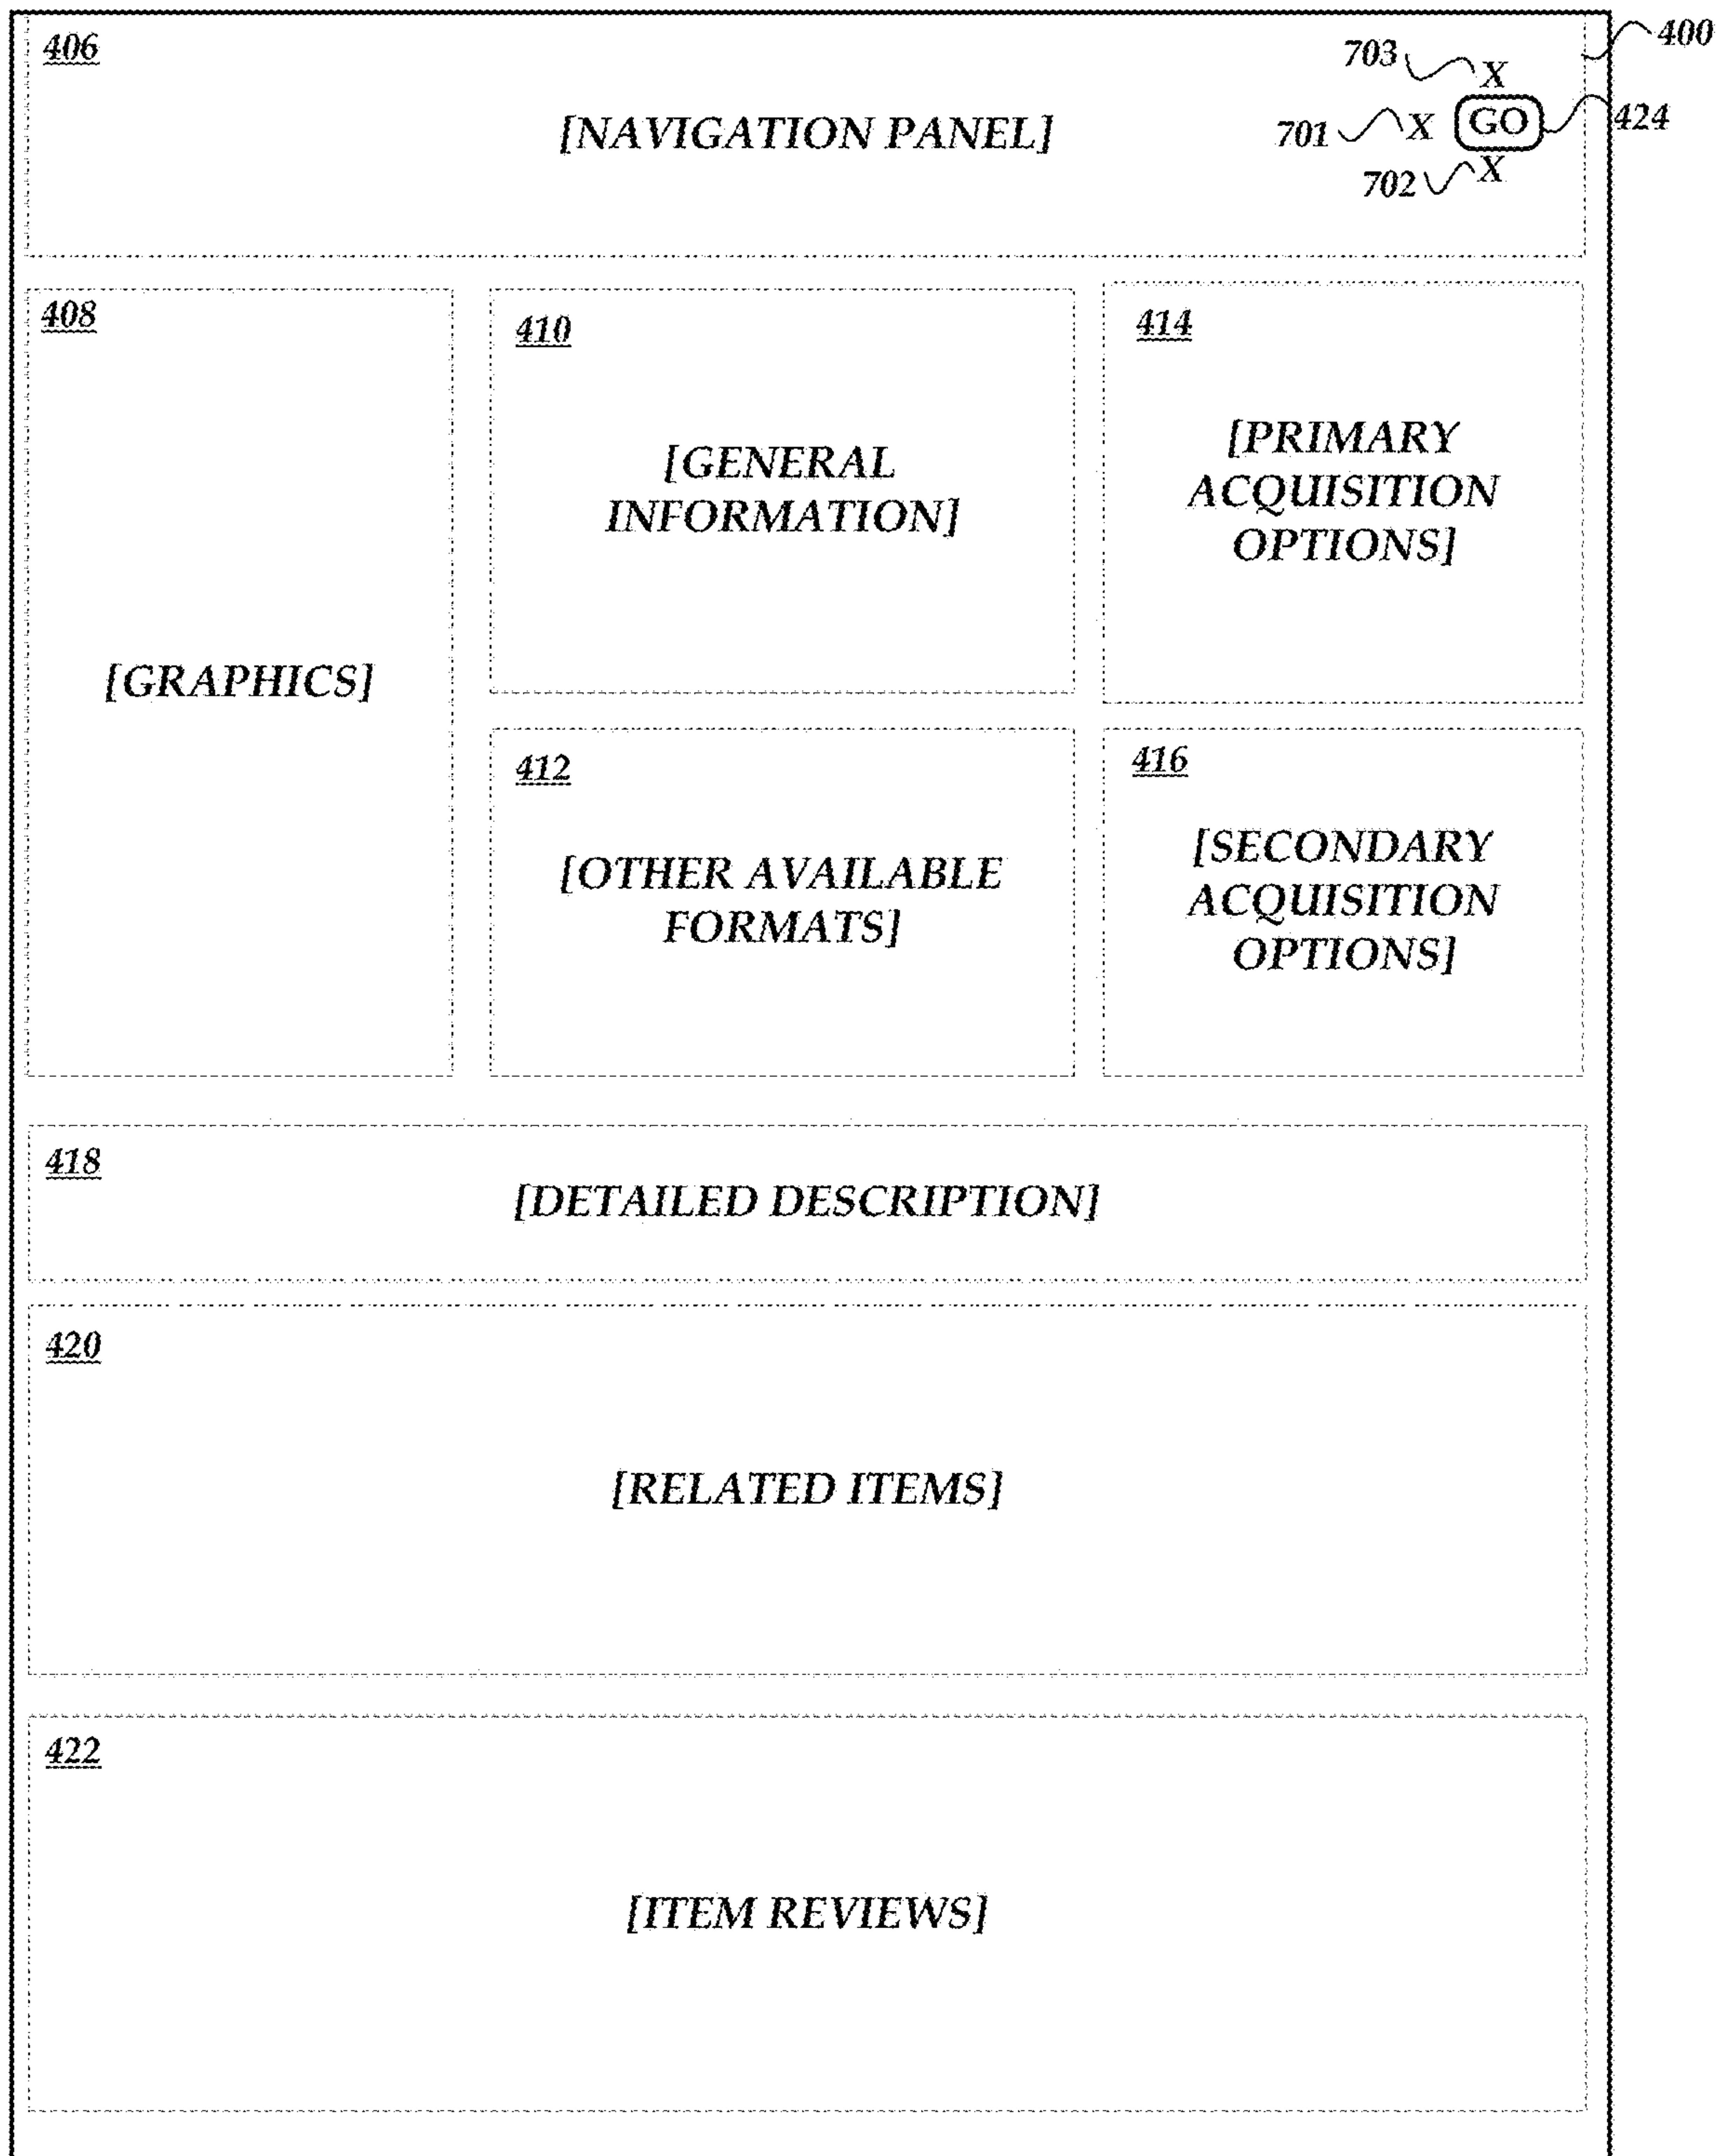 406
400
703 X
[NAVIGATION PANEL]
701 X GO 424
702 X
408
410
414
[GENERAL
INFORMATION]
[PRIMARY
ACQUISITION
OPTIONS]
[GRAPHICS]
412
416
[OTHER AVAILABLE
FORMATS]
[SECONDARY
ACQUISITION
OPTIONS]
418
[DETAILED DESCRIPTION]
420
[RELATED ITEMS]
422
[ITEM REVIEWS]